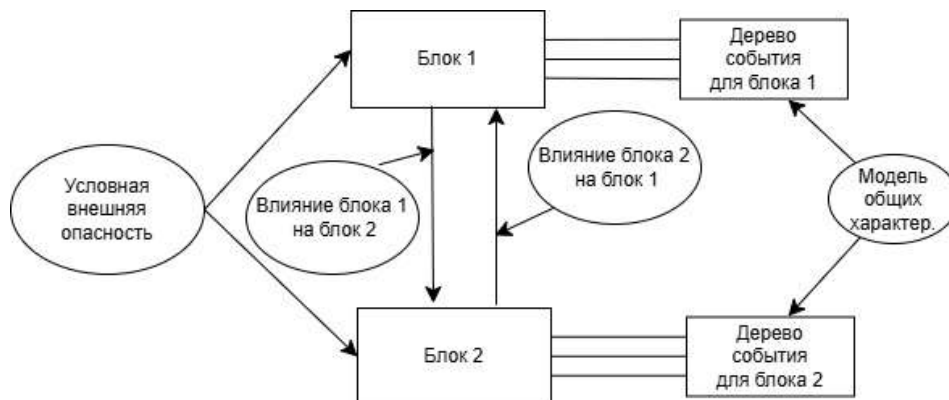 Блок 1
Дерево
события
для блока 1
Условная
внешняя
опасность
Влияние блока 1
на блок 2
Влияние блока 2
на блок 1
Модель
общих
характер.
Блок 2
Дерево
события
для блока 2